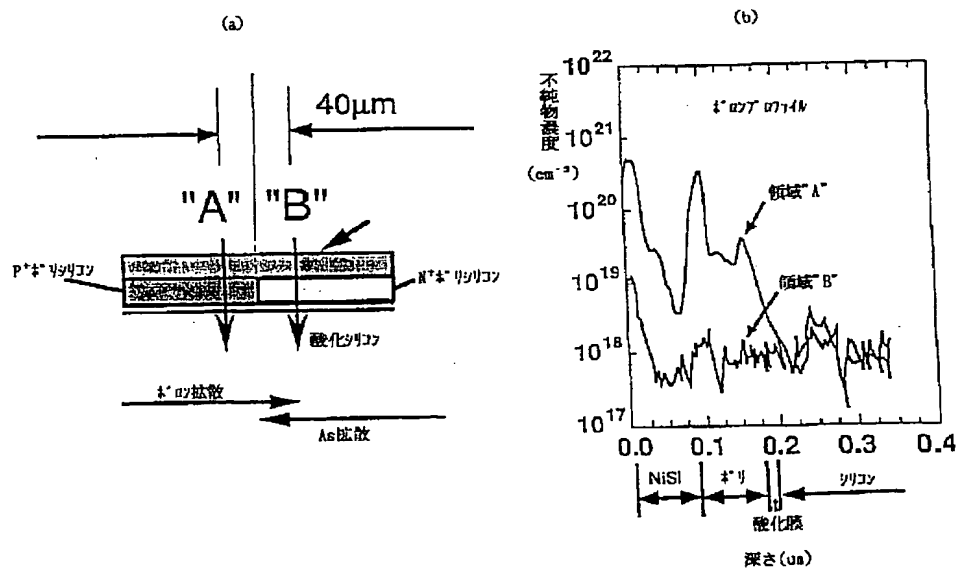 (a)
40μm
"A"
"B"
P⁺ポリシリコン
N⁺ポリシリコン
酸化シリコン
ボロン拡散
As拡散
(b)
不純物濃度
(cm⁻³)
10²²
10²¹
10²⁰
10¹⁹
10¹⁸
10¹⁷
ボロンプロファイル
領域"A"
領域"B"
0.0 0.1 0.2 0.3 0.4
NiSi
ポリ
酸化膜
シリコン
深さ(um)